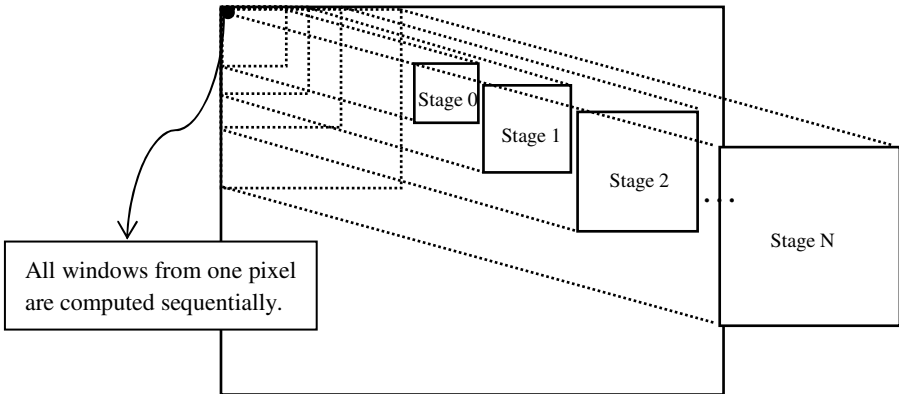 Stage 0
Stage 1
Stage 2
...
Stage N
All windows from one pixel
are computed sequentially.